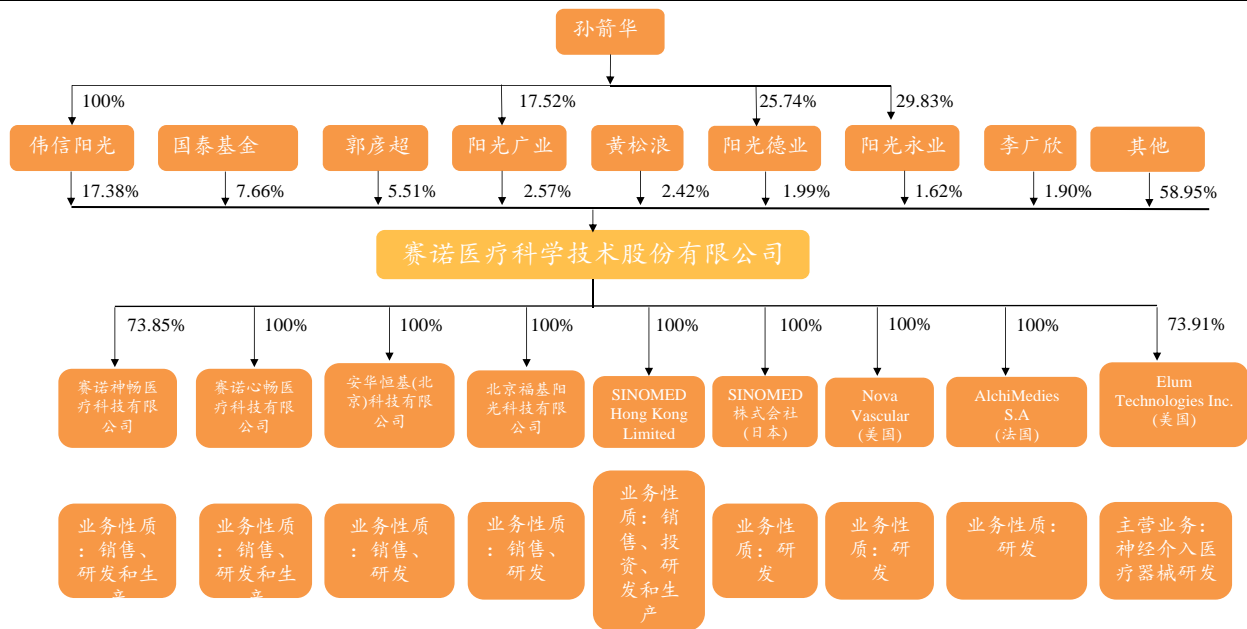 孙箭华
100%
17.52%
25.74%
29.83%
伟信阳光
国泰基金
郭彦超
阳光广业
黄松浪
阳光德业
阳光永业
李广欣
其他
17.38%
7.66%
5.51%
2.57%
2.42%
1.99%
1.62%
1.90%
58.95%
赛诺医疗科学技术股份有限公司
73.85%
100%
100%
100%
100%
100%
100%
100%
73.91%
赛诺神畅医
疗科技有限
公司
赛诺心畅医
疗科技有限
公司
安华恒基(北
京)科技有限
公司
北京福基阳
光科技有限
公司
SINOMED
Hong Kong
Limited
SINOMED
株式会社
(日本)
Nova
Vascular
(美国)
AlchiMedies
S.A
(法国)
Elum
Technologies Inc.
(美国)
业务性质
：销售、
研发和生
产
业务性质
：销售、
研发和生
产
业务性质
：销售、
研发
业务性质
：销售、
研发
业务性
质：销
售、投
资、研
发和生
产
业务性
质：研
发
业务性
质：研
发
业务性质：
研发
主营业务：
神经介入医
疗器械研发